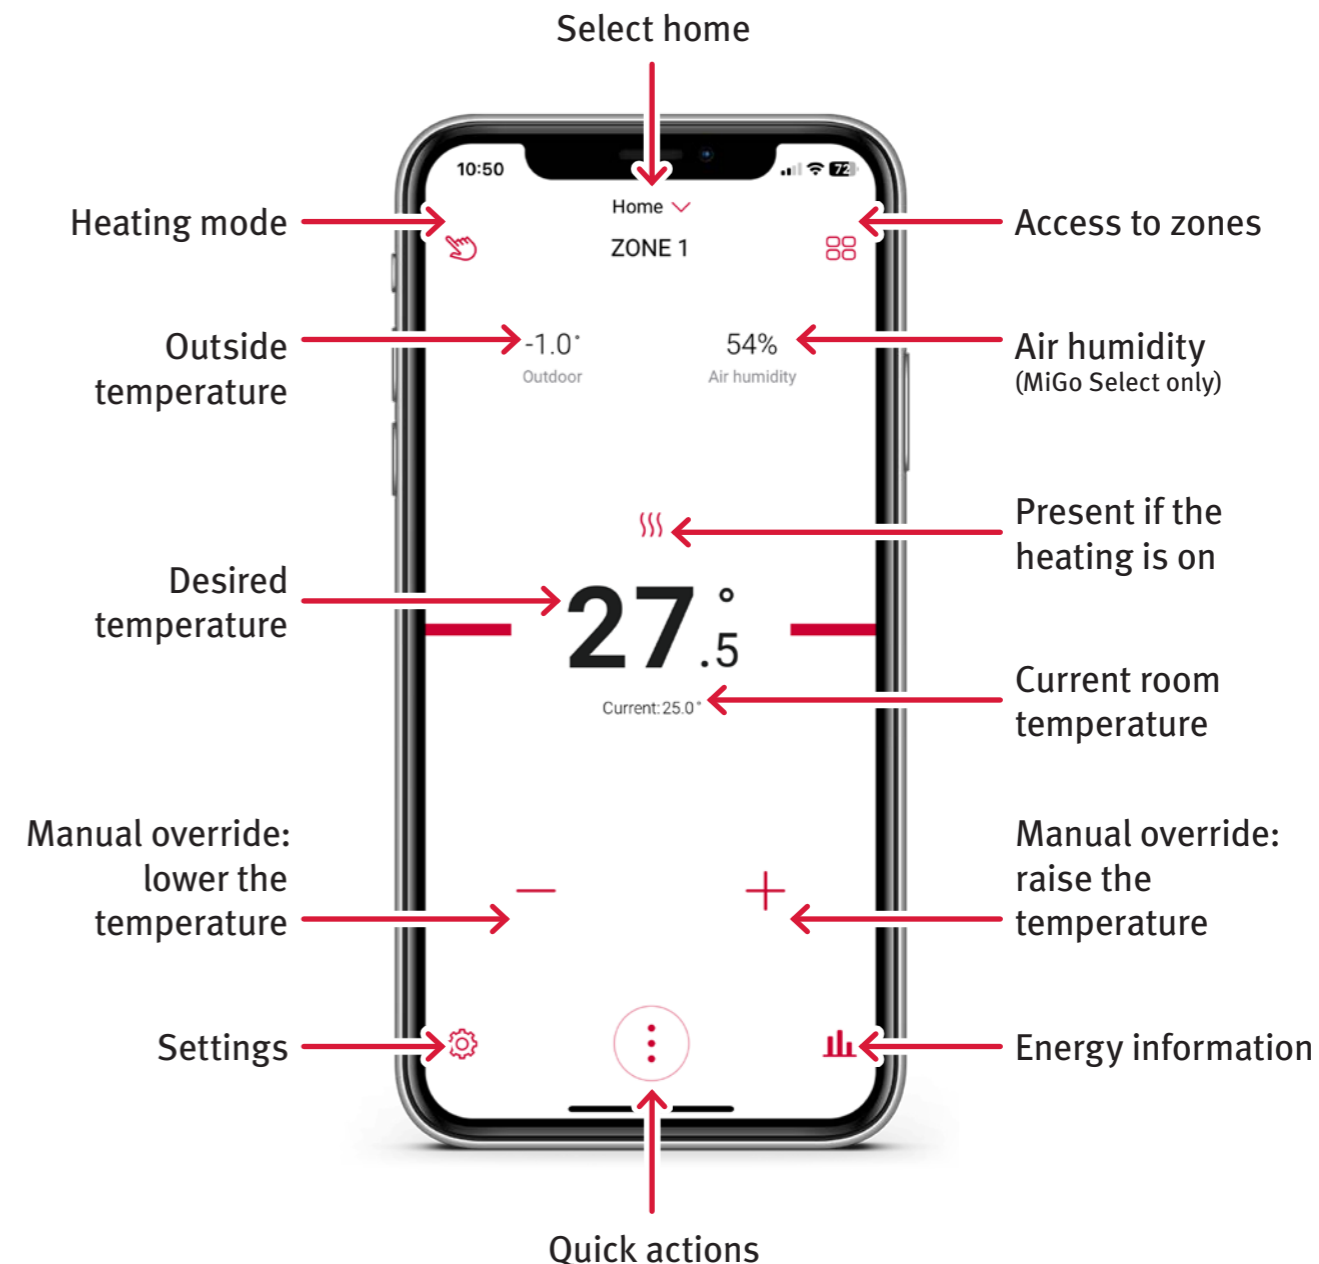 Select home
10:50
72
Home
Heating mode
ZONE 1
Access to zones
Outside
temperature
-1.0°
Outdoor
54%
Air humidity
Air humidity
(MiGo Select only)
Present if the
heating is on
Desired
temperature
27.5°
Current:25.0°
Current room
temperature
Manual override:
lower the
temperature
Manual override:
raise the
temperature
Settings
Energy information
Quick actions